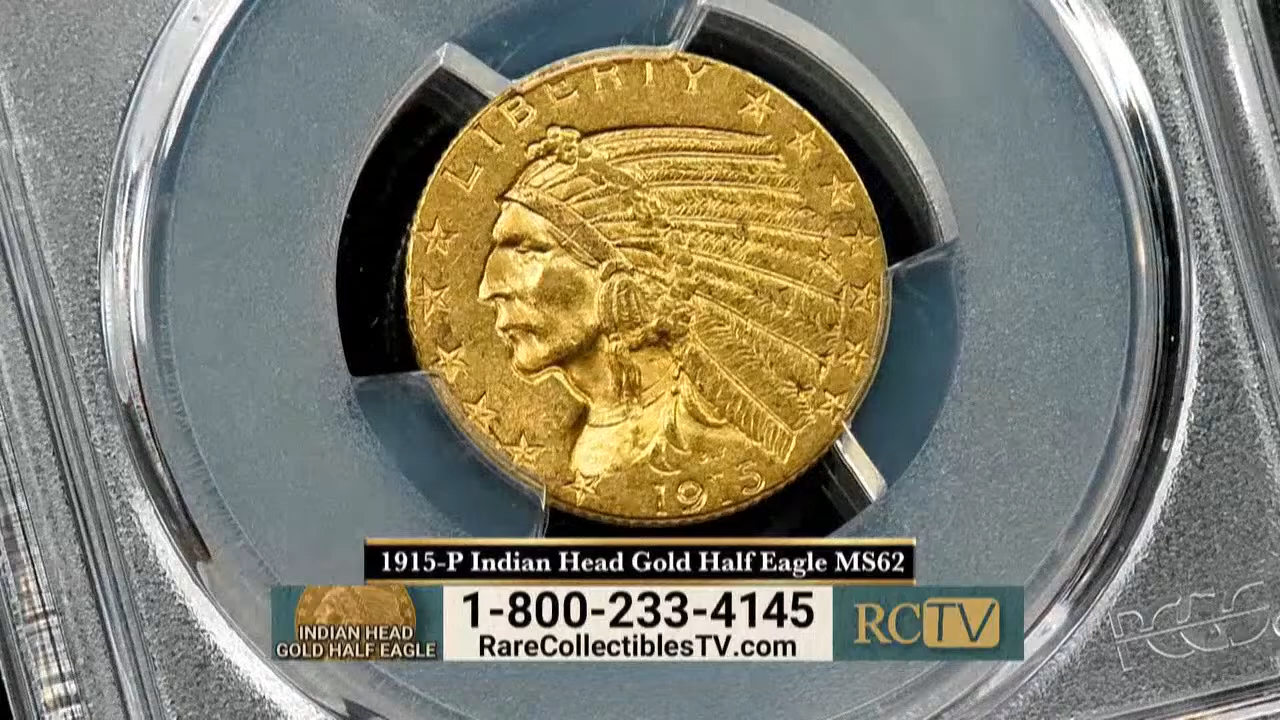 LIBERTY
1915
1915-P Indian Head Gold Half Eagle MS62
INDIAN HEAD
GOLD HALF EAGLE
1-800-233-4145
RareCollectiblesTV.com
RCTV
PCGS